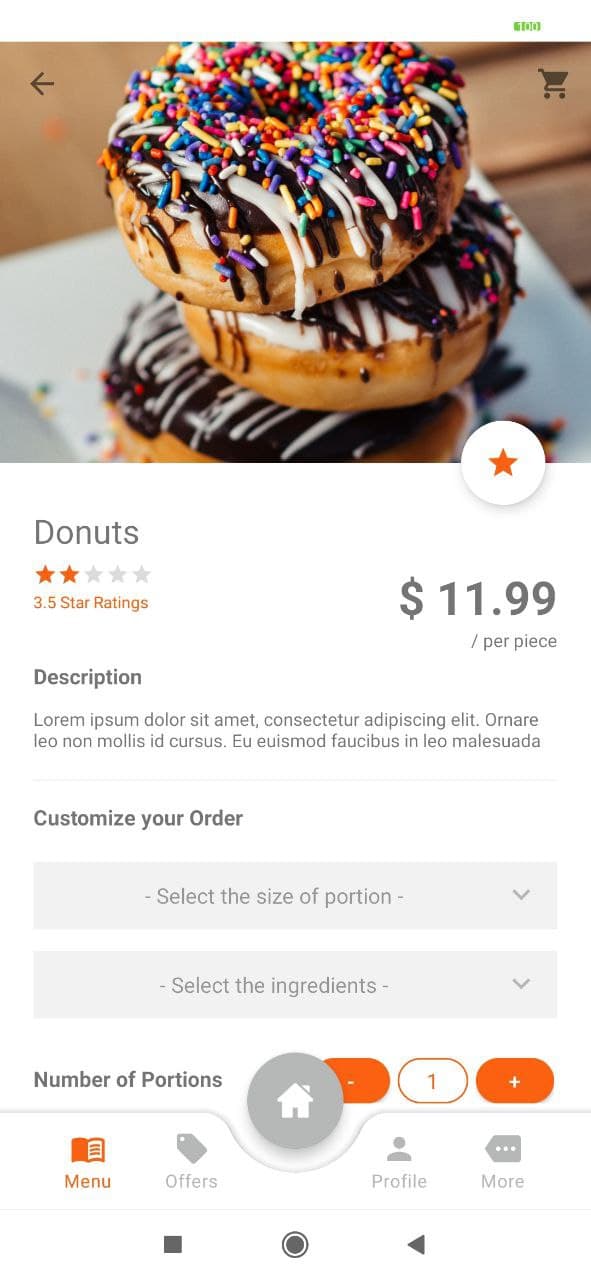 100
Donuts
3.5 Star Ratings
$ 11.99
/ per piece
Description
Lorem ipsum dolor sit amet, consectetur adipiscing elit. Ornare
leo non mollis id cursus. Eu euismod faucibus in leo malesuada
Customize your Order
- Select the size of portion -
- Select the ingredients -
Number of Portions - 1 +
Menu Offers Profile More